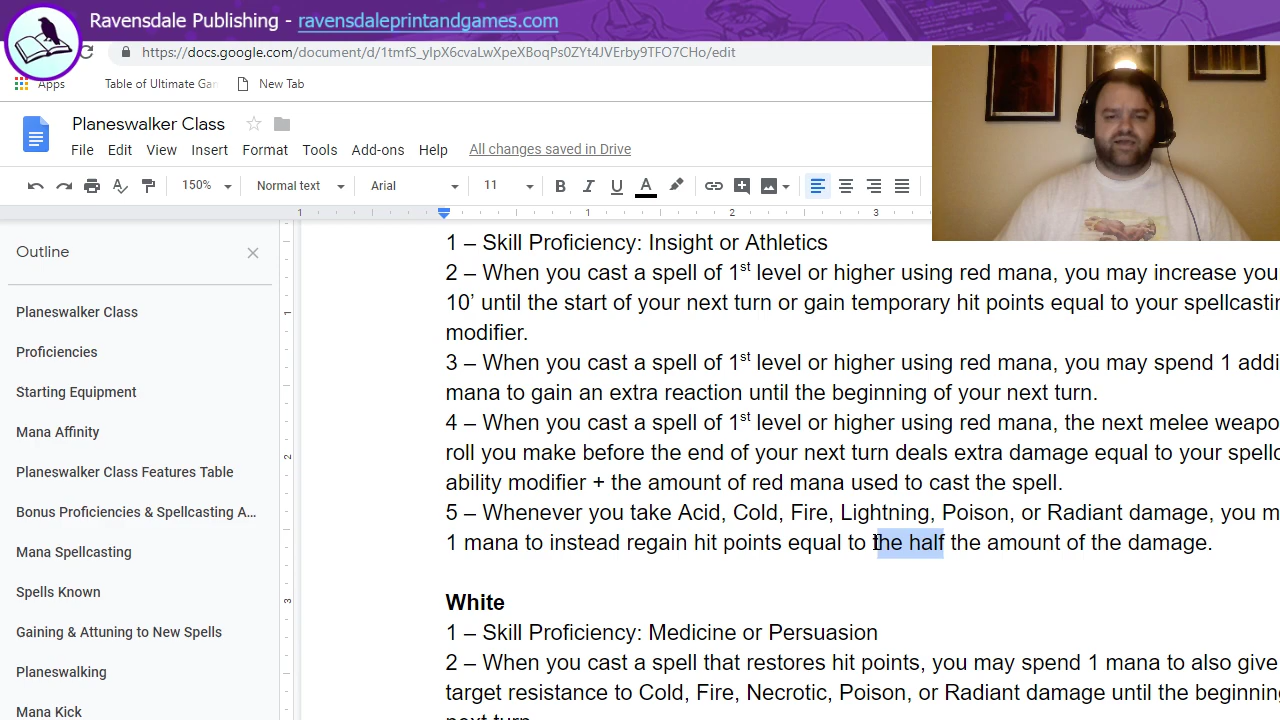 Ravensdale Publishing - ravensdaleprintandgames.com
https://docs.google.com/document/d/1tmfS_ylpX6cvaLwXpeXBoqPs0ZYt4JVErby9TFO7CHo/edit
Apps Table of Ultimate Gar New Tab
Planeswalker Class
File Edit View Insert Format Tools Add-ons Help All changes saved in Drive
150% Normal text Arial 11 B I U A
1 1 2 3
Outline
Planeswalker Class
Proficiencies
Starting Equipment
Mana Affinity
Planeswalker Class Features Table
Bonus Proficiencies & Spellcasting A...
Mana Spellcasting
Spells Known
Gaining & Attuning to New Spells
Planeswalking
Mana Kick
1
2
3
1 – Skill Proficiency: Insight or Athletics
2 – When you cast a spell of 1st level or higher using red mana, you may increase you
10’ until the start of your next turn or gain temporary hit points equal to your spellcastin
modifier.
3 – When you cast a spell of 1st level or higher using red mana, you may spend 1 addi
mana to gain an extra reaction until the beginning of your next turn.
4 – When you cast a spell of 1st level or higher using red mana, the next melee weapo
roll you make before the end of your next turn deals extra damage equal to your spellc
ability modifier + the amount of red mana used to cast the spell.
5 – Whenever you take Acid, Cold, Fire, Lightning, Poison, or Radiant damage, you m
1 mana to instead regain hit points equal to the half the amount of the damage.
White
1 – Skill Proficiency: Medicine or Persuasion
2 – When you cast a spell that restores hit points, you may spend 1 mana to also give
target resistance to Cold, Fire, Necrotic, Poison, or Radiant damage until the beginning
next turn.